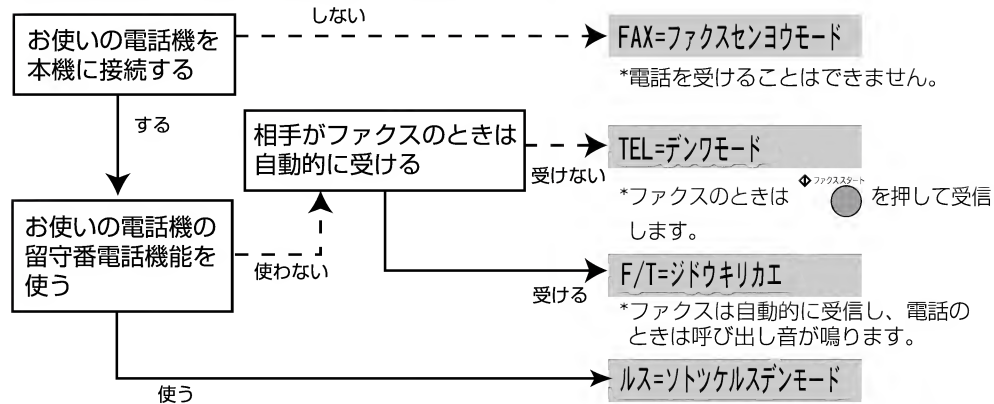 しない
お使いの電話機を
本機に接続する
FAX=ファクスセンヨウモード
*電話を受けることはできません。
する
相手がファクスのときは
自動的に受ける
TEL=デンワモード
受けない
*ファクスのときは ファクススタート を押して受信
します。
お使いの電話機の
留守番電話機能を
使う
使わない
F/T=ジドウキリカエ
受ける
*ファクスは自動的に受信し、電話の
ときは呼び出し音が鳴ります。
ルス=ソトツケルスデンモード
使う